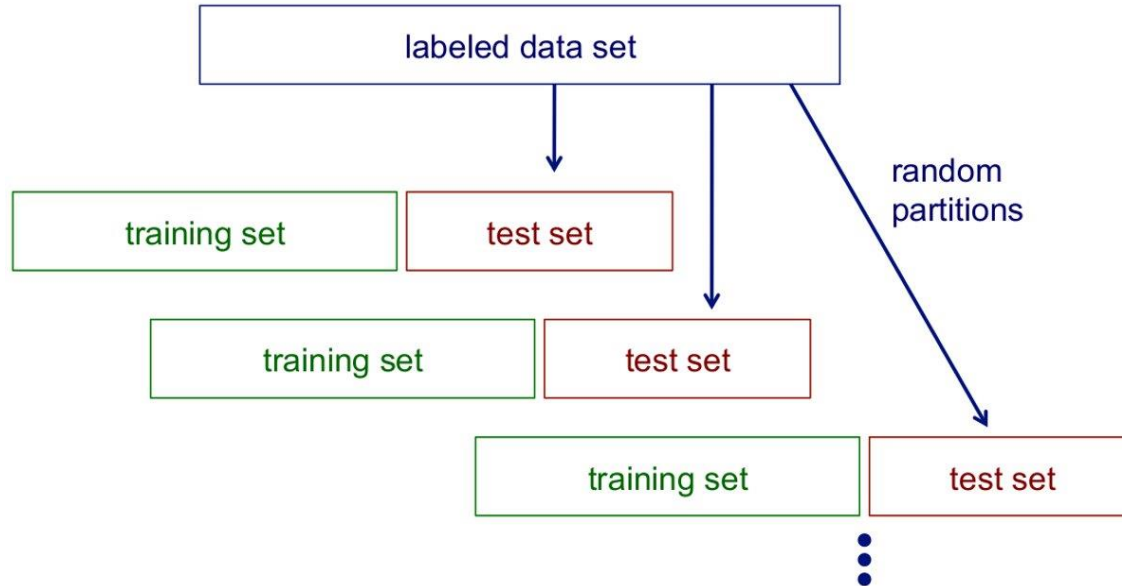 labeled data set
random
partitions
training set
test set
training set
test set
training set
test set